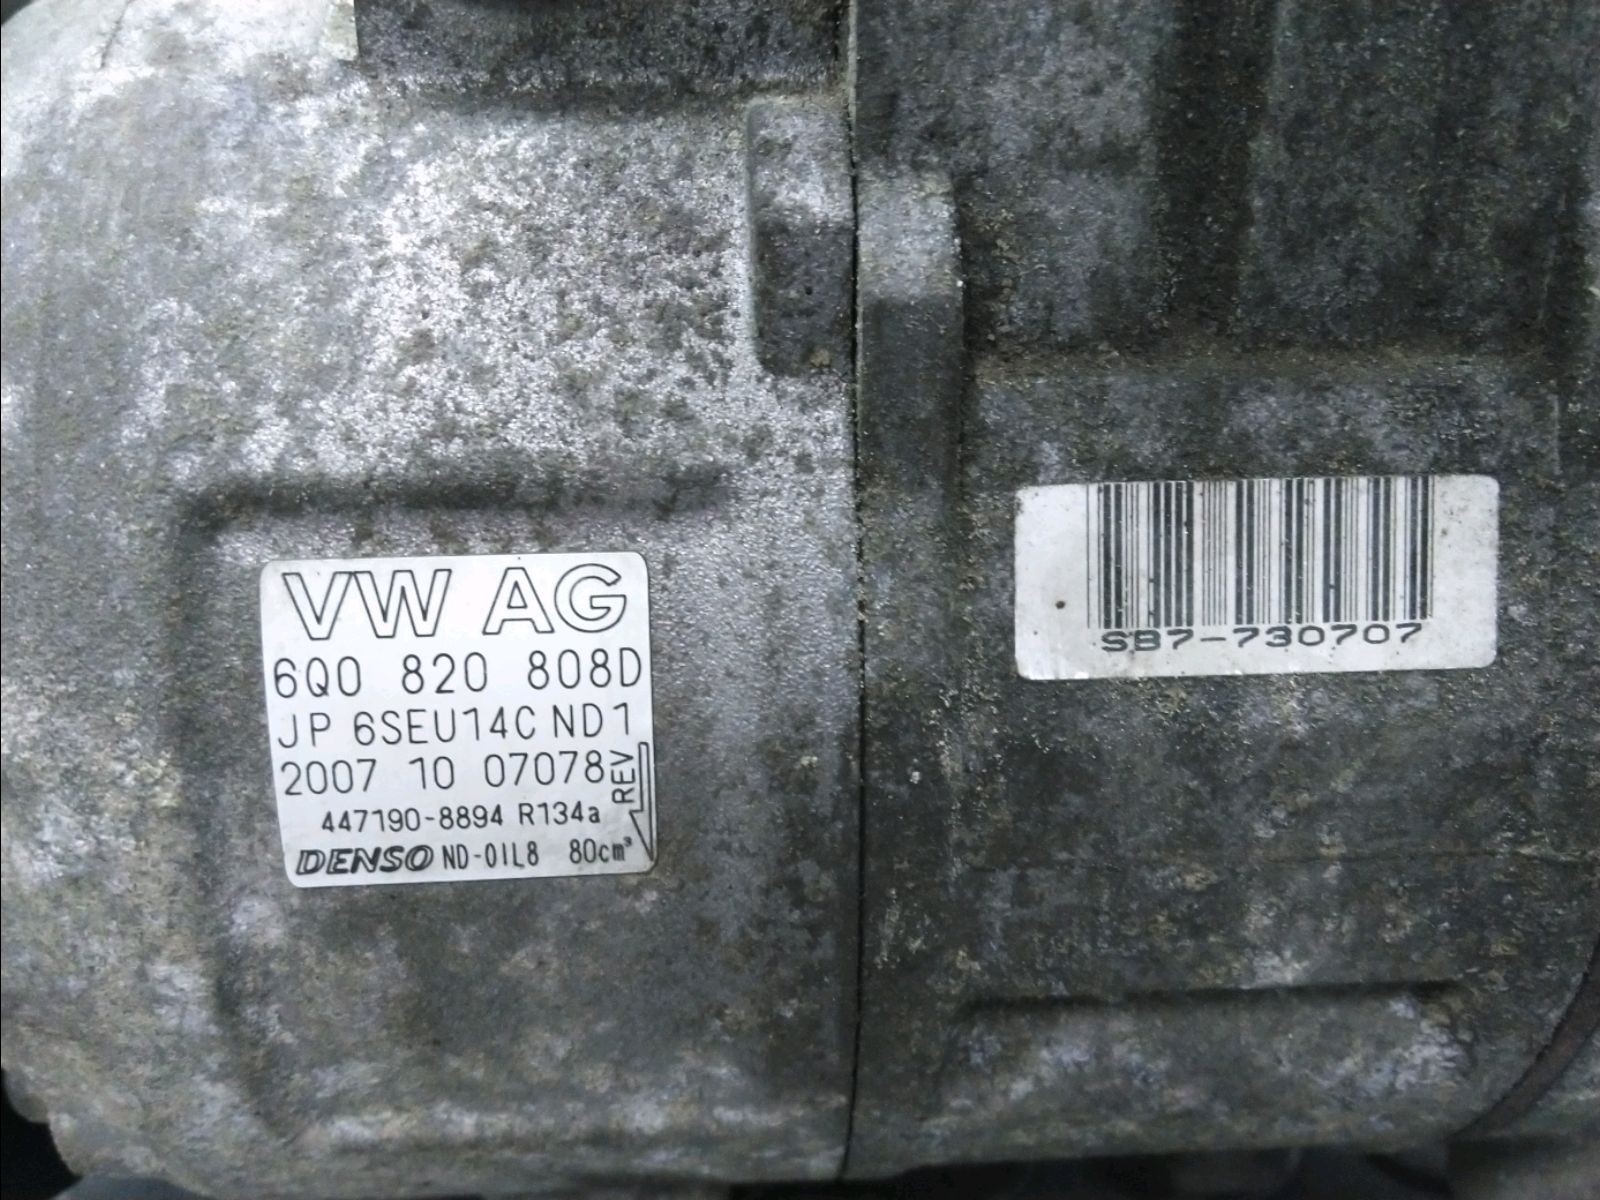 VW AG
6Q0 820 808D
JP 6SEU14C ND1
2007 10 07078
REV
447190-8894 R134a
DENSO ND-OIL8 80cm³
SB7-730707